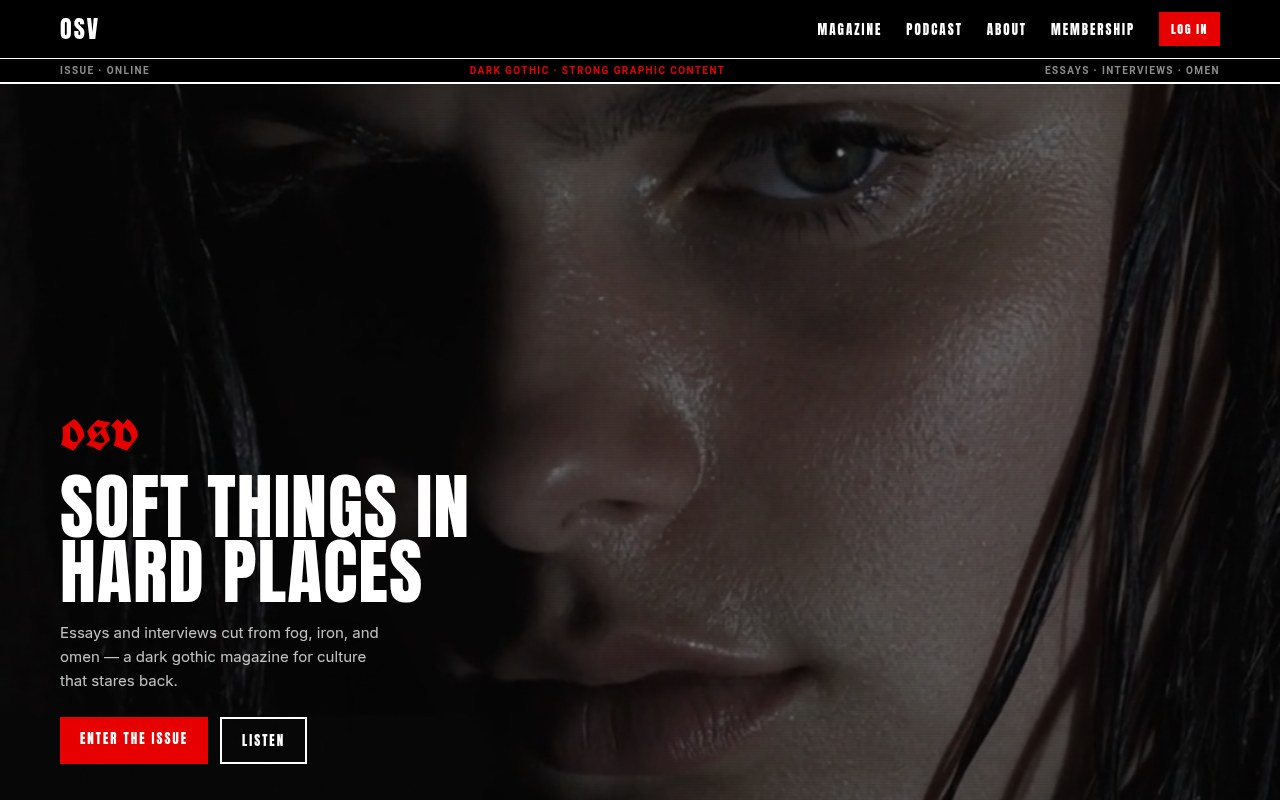 OSV
MAGAZINE PODCAST ABOUT MEMBERSHIP LOG IN
ISSUE · ONLINE
DARK GOTHIC · STRONG GRAPHIC CONTENT
ESSAYS · INTERVIEWS · OMEN
OSV
SOFT THINGS IN
HARD PLACES
Essays and interviews cut from fog, iron, and
omen — a dark gothic magazine for culture
that stares back.
ENTER THE ISSUE
LISTEN